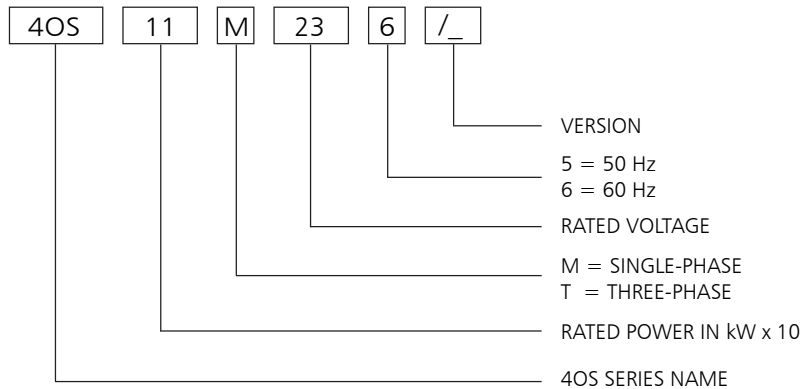 4OS 11 M 23 6 /_
VERSION
5 = 50 Hz
6 = 60 Hz
RATED VOLTAGE
M = SINGLE-PHASE
T = THREE-PHASE
RATED POWER IN kW x 10
4OS SERIES NAME